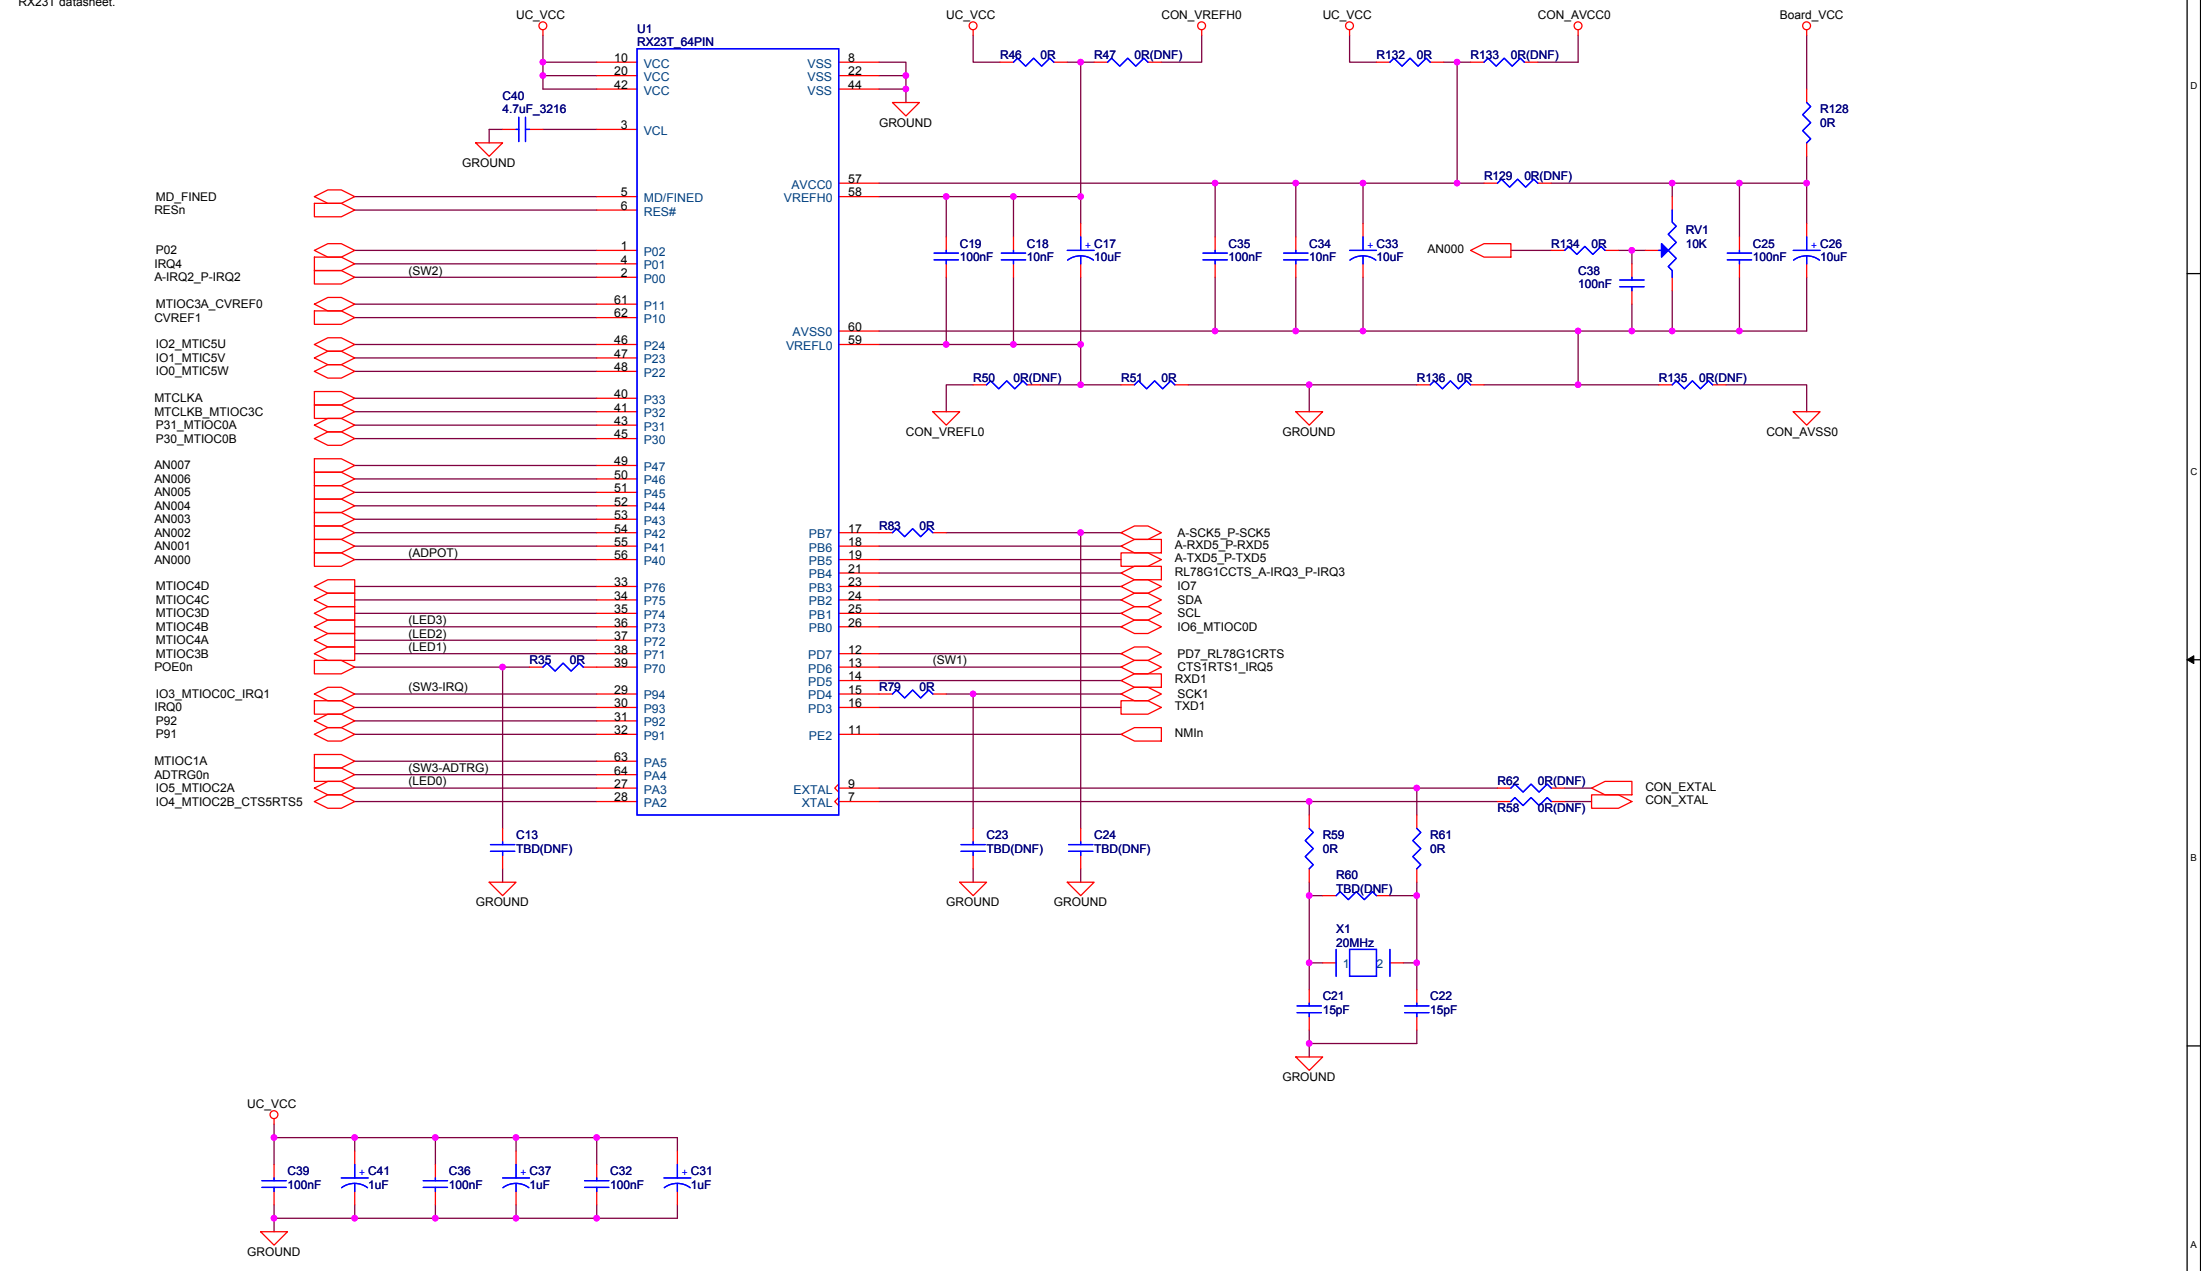 RX23T datasheet.
UC_VCC
UC_VCC
CON_VREFH0
UC_VCC
CON_AVCC0
Board_VCC
U1
RX23T_64PIN
R46 0R
R47 0R(DNF)
R132 0R
R133 0R(DNF)
10 VCC
20 VCC
42 VCC
VSS 8
VSS 22
VSS 44
GROUND
C40
4.7uF_3216
3 VCL
GROUND
R128
0R
MD_FINED 5 MD/FINED
RESn 6 RES#
AVCC0 57
VREFH0 58
R129 0R(DNF)
P02 1 P02
IRQ4 4 P01
A-IRQ2_P-IRQ2 (SW2) 2 P00
C19
100nF
C18
10nF
+ C17
10uF
C35
100nF
C34
10nF
+ C33
10uF
AN000
R134 0R
C38
100nF
RV1
10K
C25
100nF
+ C26
10uF
MTIOC3A_CVREF0 61 P11
CVREF1 62 P10
AVSS0 60
VREFL0 59
IO2_MTIC5U 46 P24
IO1_MTIC5V 47 P23
IO0_MTIC5W 48 P22
R50 0R(DNF)
R51 0R
R136 0R
R135 0R(DNF)
CON_VREFL0
GROUND
CON_AVSS0
MTCLKA 40 P33
MTCLKB_MTIOC3C 41 P32
P31_MTIOC0A 43 P31
P30_MTIOC0B 45 P30
AN007 49 P47
AN006 50 P46
AN005 51 P45
AN004 52 P44
AN003 53 P43
AN002 54 P42
AN001 55 P41
AN000 (ADPOT) 56 P40
PB7 17 R83 0R A-SCK5_P-SCK5
PB6 18 A-RXD5_P-RXD5
PB5 19 A-TXD5_P-TXD5
PB4 21 RL78G1CCTS_A-IRQ3_P-IRQ3
PB3 23 IO7
PB2 24 SDA
PB1 25 SCL
PB0 26 IO6_MTIOC0D
MTIOC4D 33 P76
MTIOC4C 34 P75
MTIOC3D 35 P74
MTIOC4B (LED3) 36 P73
MTIOC4A (LED2) 37 P72
MTIOC3B (LED1) 38 P71
POE0n R35 0R 39 P70
PD7 12 PD7_RL78G1CRTS
PD6 13 (SW1) CTS1RTS1_IRQ5
PD5 14 RXD1
PD4 15 R79 0R SCK1
PD3 16 TXD1
PE2 11 NMIn
IO3_MTIOC0C_IRQ1 (SW3-IRQ) 29 P94
IRQ0 30 P93
P92 31 P92
P91 32 P91
MTIOC1A 63 PA5
ADTRG0n (SW3-ADTRG) 64 PA4
IO5_MTIOC2A (LED0) 27 PA3
IO4_MTIOC2B_CTS5RTS5 28 PA2
EXTAL 9 R62 0R(DNF) CON_EXTAL
XTAL 7 R58 0R(DNF) CON_XTAL
C13
TBD(DNF)
GROUND
C23
TBD(DNF)
GROUND
C24
TBD(DNF)
GROUND
R59
0R
R61
0R
R60
TBD(DNF)
X1
20MHz
1 2
C21
15pF
C22
15pF
GROUND
UC_VCC
C39
100nF
+ C41
1uF
C36
100nF
+ C37
1uF
C32
100nF
+ C31
1uF
GROUND
D
C
B
A